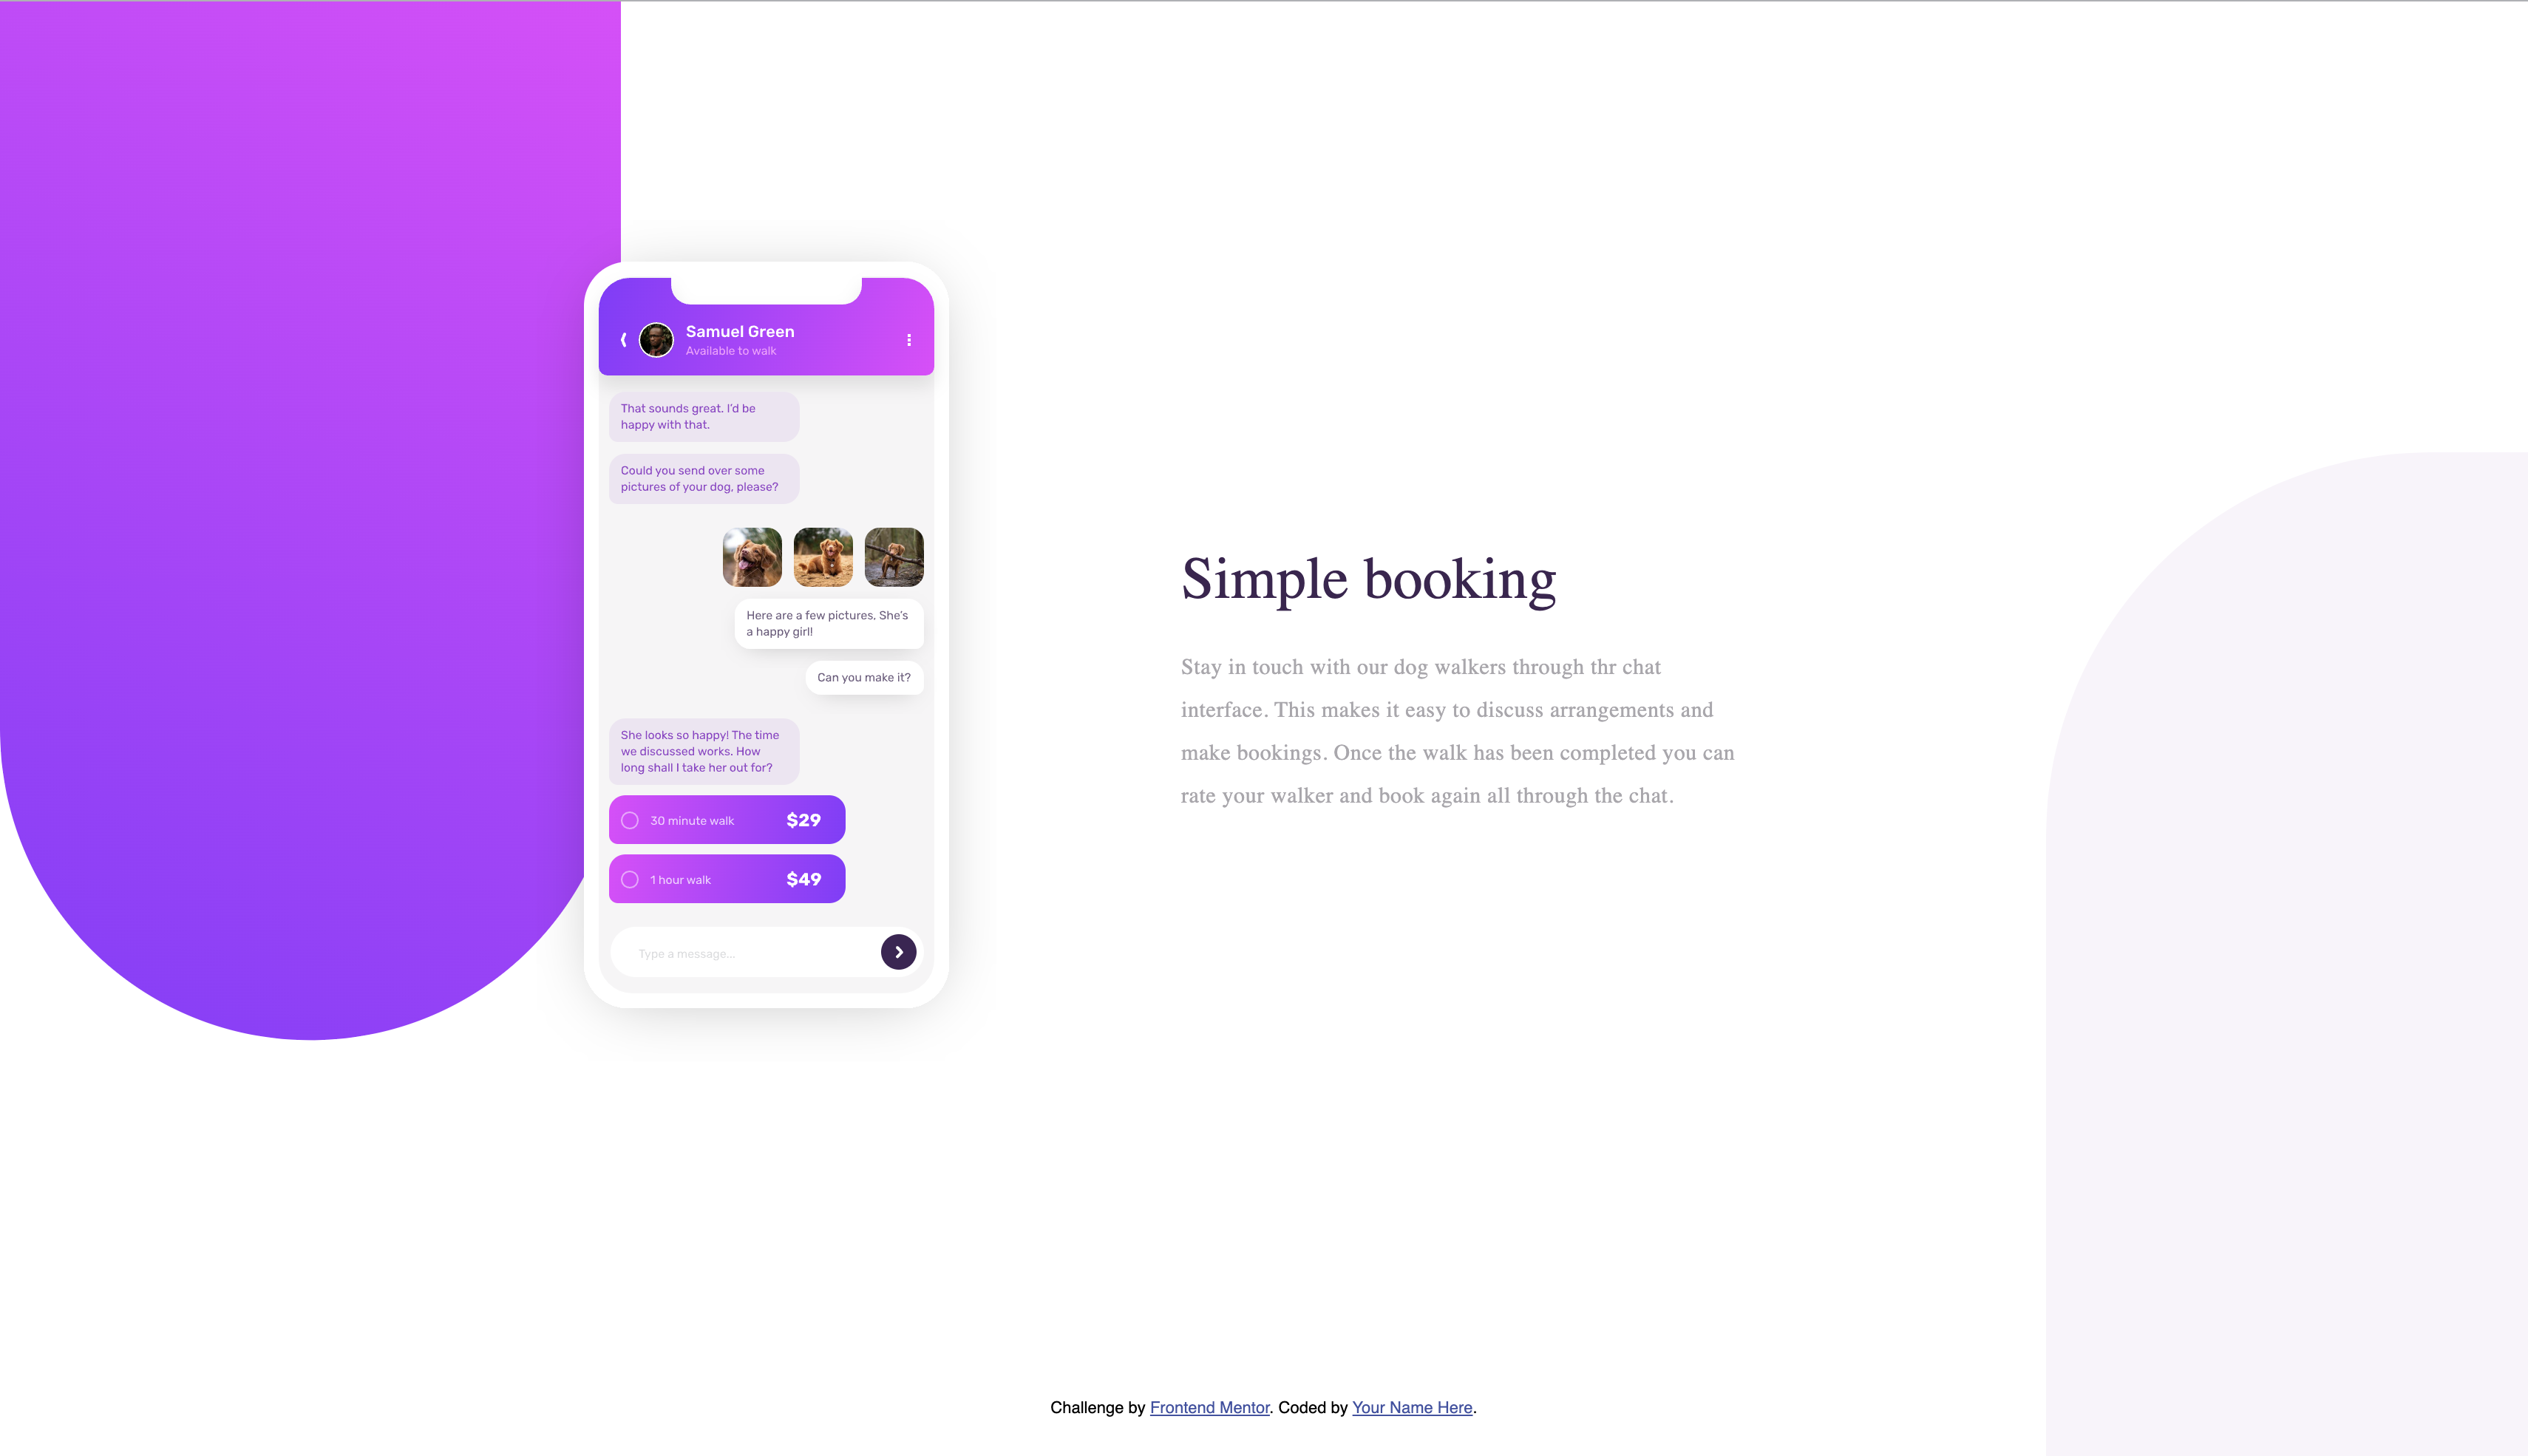 Samuel Green
Available to walk
That sounds great. I'd be
happy with that.
Could you send over some
pictures of your dog, please?
Here are a few pictures, She's
a happy girl!
Can you make it?
She looks so happy! The time
we discussed works. How
long shall I take her out for?
30 minute walk $29
1 hour walk $49
Type a message...
Simple booking
Stay in touch with our dog walkers through thr chat
interface. This makes it easy to discuss arrangements and
make bookings. Once the walk has been completed you can
rate your walker and book again all through the chat.
Challenge by Frontend Mentor. Coded by Your Name Here.